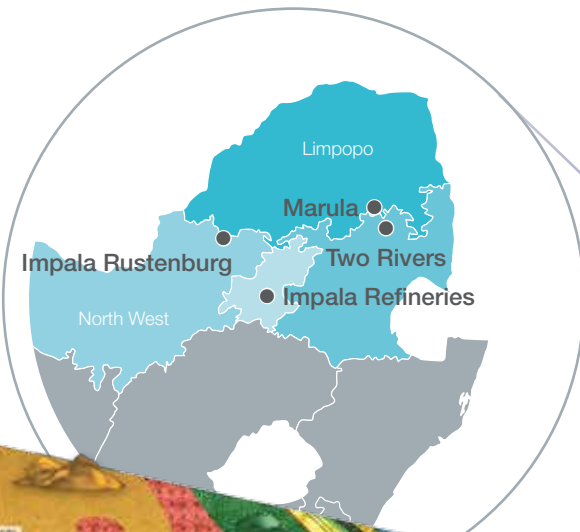 Limpopo
Marula
Impala Rustenburg
Two Rivers
Impala Refineries
North West